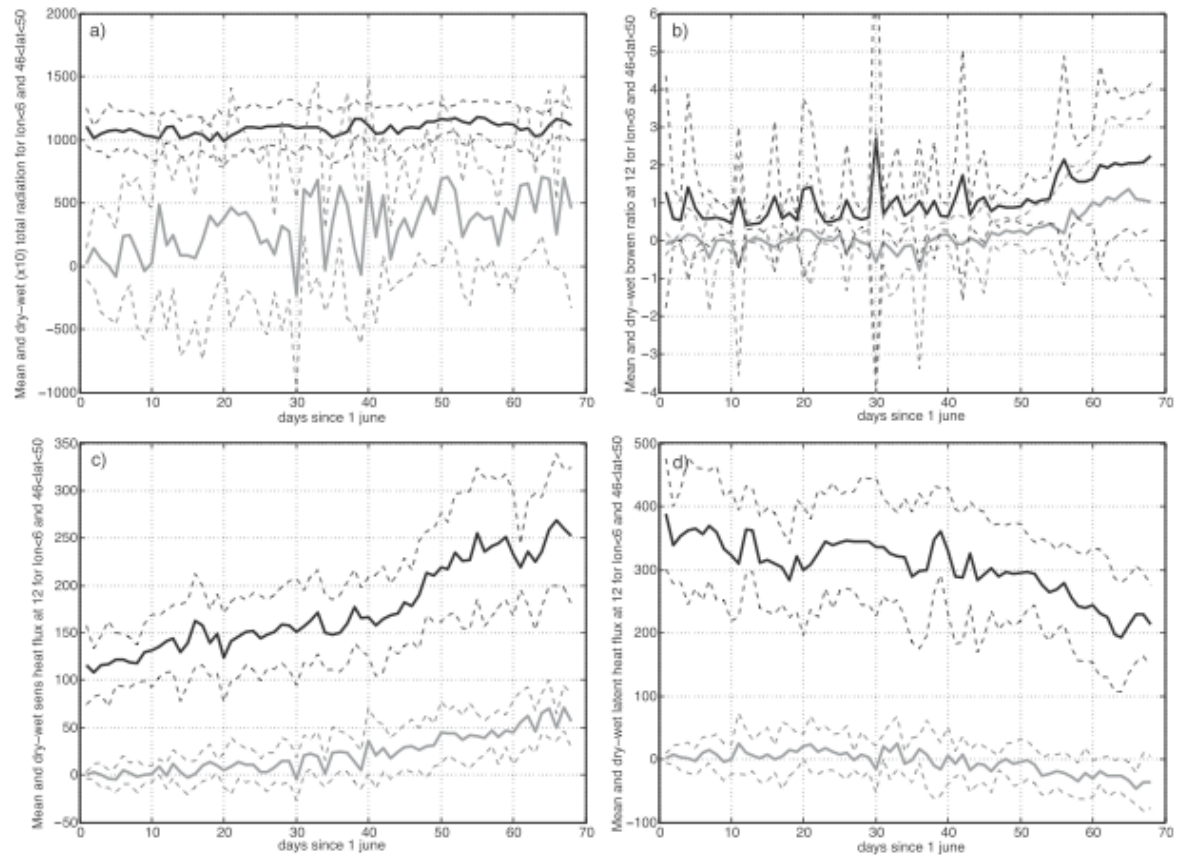 a)
Mean and dry-wet (x10) total radiation for lon<6 and 46<lat<50
2000
1500
1000
500
0
-500
-1000
0 10 20 30 40 50 60 70
days since 1 june
b)
Mean and dry-wet bowen ratio at 12 for lon<6 and 46<lat<50
6
5
4
3
2
1
0
-1
-2
-3
-4
0 10 20 30 40 50 60 70
days since 1 june
c)
Mean and dry-wet sens heat flux at 12 for lon<6 and 46<lat<50
350
300
250
200
150
100
50
0
-50
0 10 20 30 40 50 60 70
days since 1 june
d)
Mean and dry-wet latent heat flux at 12 for lon<6 and 46<lat<50
500
400
300
200
100
0
-100
0 10 20 30 40 50 60 70
days since 1 june